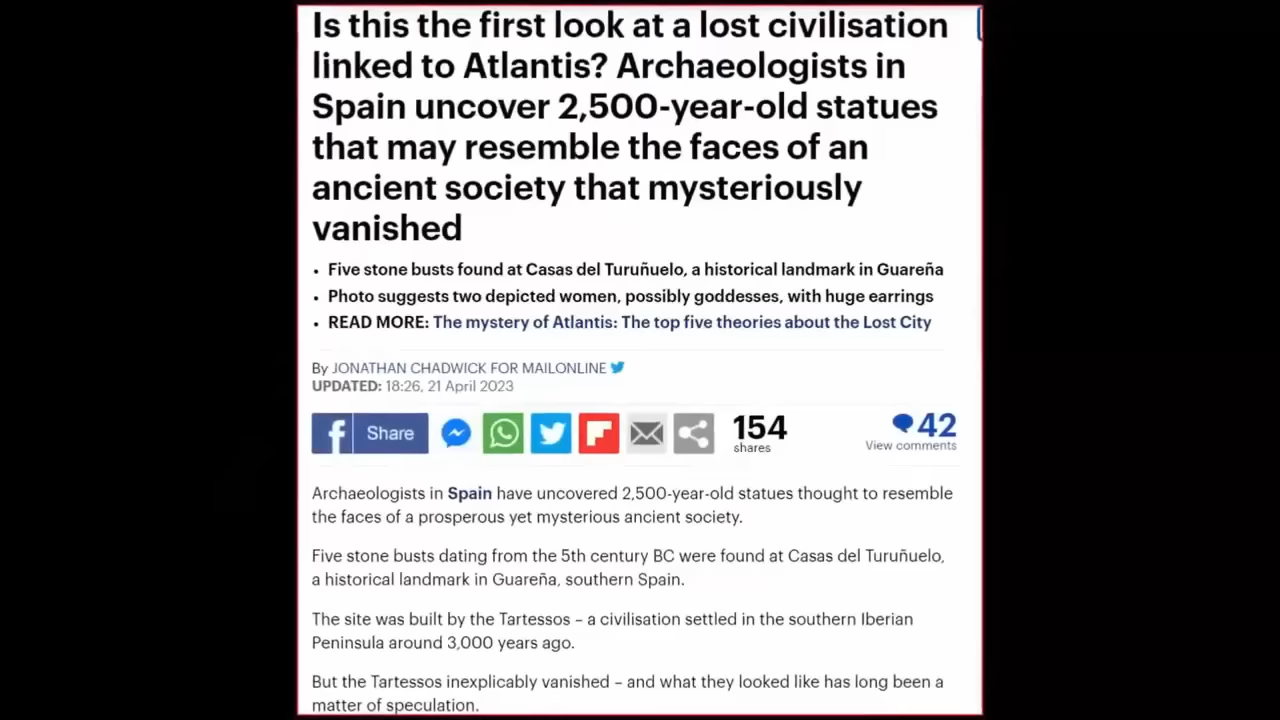 Is this the first look at a lost civilisation
linked to Atlantis? Archaeologists in
Spain uncover 2,500-year-old statues
that may resemble the faces of an
ancient society that mysteriously
vanished
• Five stone busts found at Casas del Turuñuelo, a historical landmark in Guareña
• Photo suggests two depicted women, possibly goddesses, with huge earrings
• READ MORE: The mystery of Atlantis: The top five theories about the Lost City
By JONATHAN CHADWICK FOR MAILONLINE
UPDATED: 18:26, 21 April 2023
f Share
154
shares
42
View comments
Archaeologists in Spain have uncovered 2,500-year-old statues thought to resemble
the faces of a prosperous yet mysterious ancient society.
Five stone busts dating from the 5th century BC were found at Casas del Turuñuelo,
a historical landmark in Guareña, southern Spain.
The site was built by the Tartessos – a civilisation settled in the southern Iberian
Peninsula around 3,000 years ago.
But the Tartessos inexplicably vanished – and what they looked like has long been a
matter of speculation.